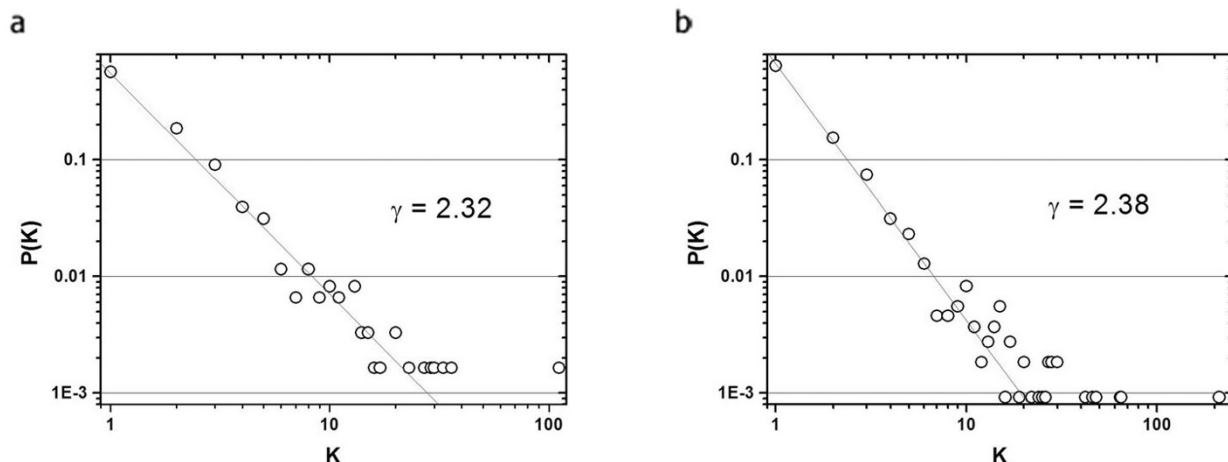 a
b
0.1
0.01
1E-3
1
10
100
P(K)
K
γ = 2.32
0.1
0.01
1E-3
1
10
100
P(K)
K
γ = 2.38